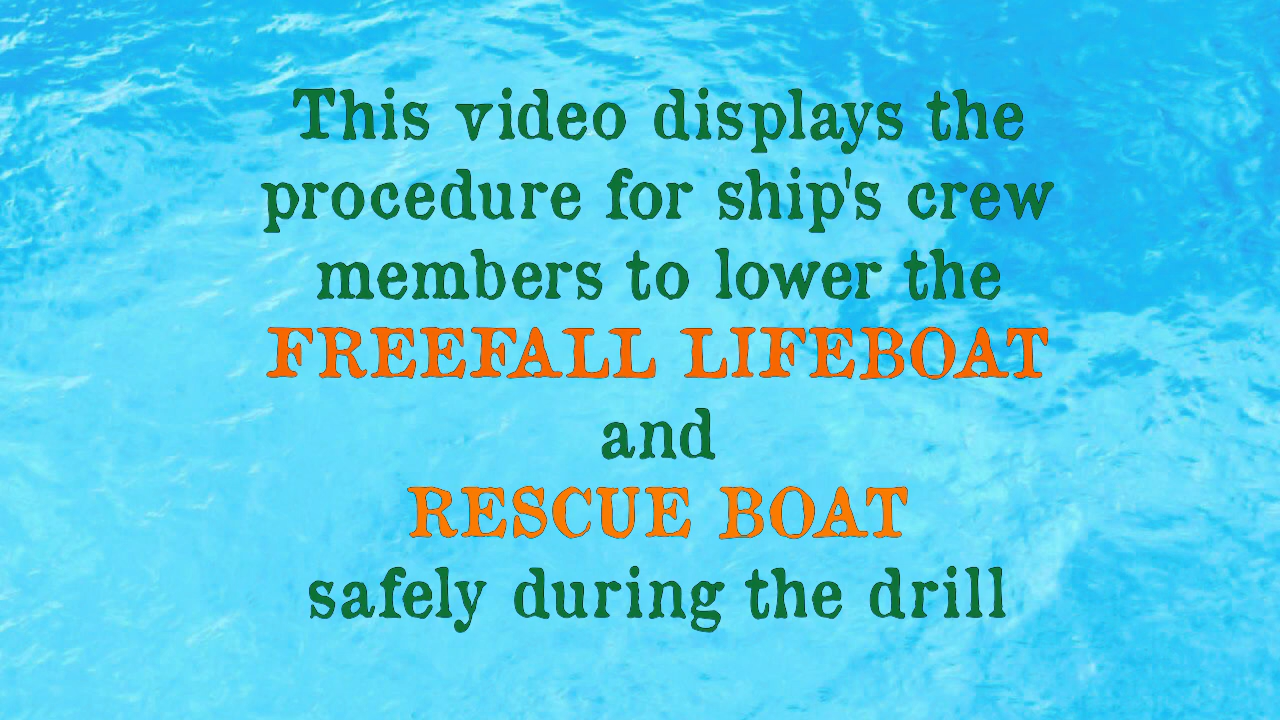 This video displays the
procedure for ship's crew
members to lower the
FREEFALL LIFEBOAT
and
RESCUE BOAT
safely during the drill